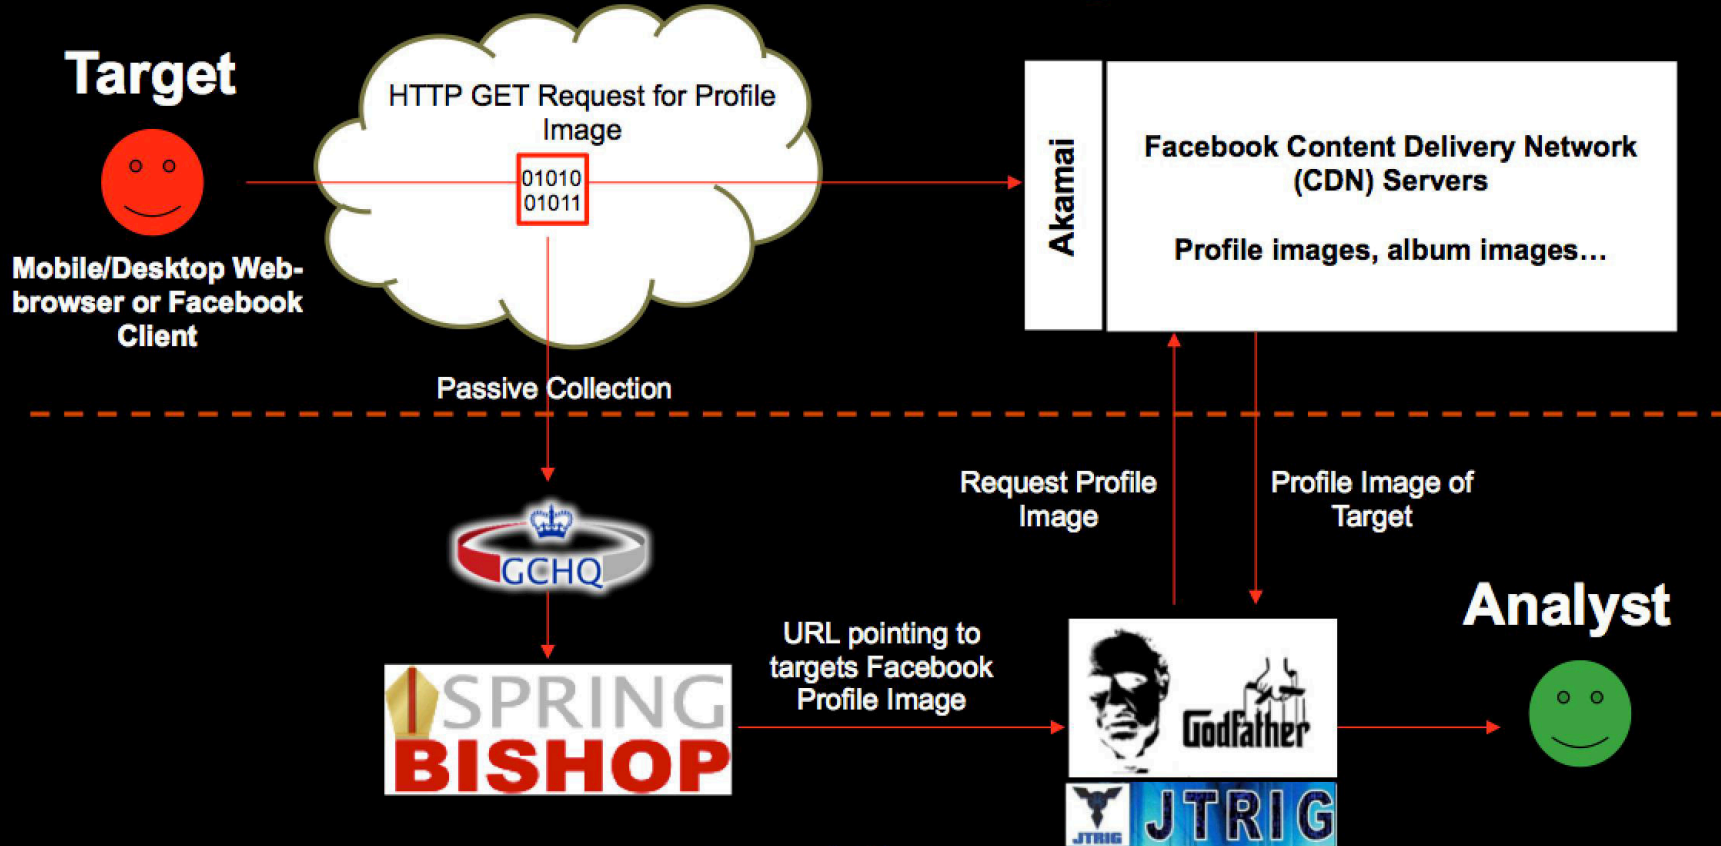 Target
HTTP GET Request for Profile
Image
01010
01011
Mobile/Desktop Web-
browser or Facebook
Client
Akamai
Facebook Content Delivery Network
(CDN) Servers
Profile images, album images…
Passive Collection
Request Profile
Image
Profile Image of
Target
GCHQ
SPRING
BISHOP
URL pointing to
targets Facebook
Profile Image
Godfather
JTRIG
JTRIG
Analyst